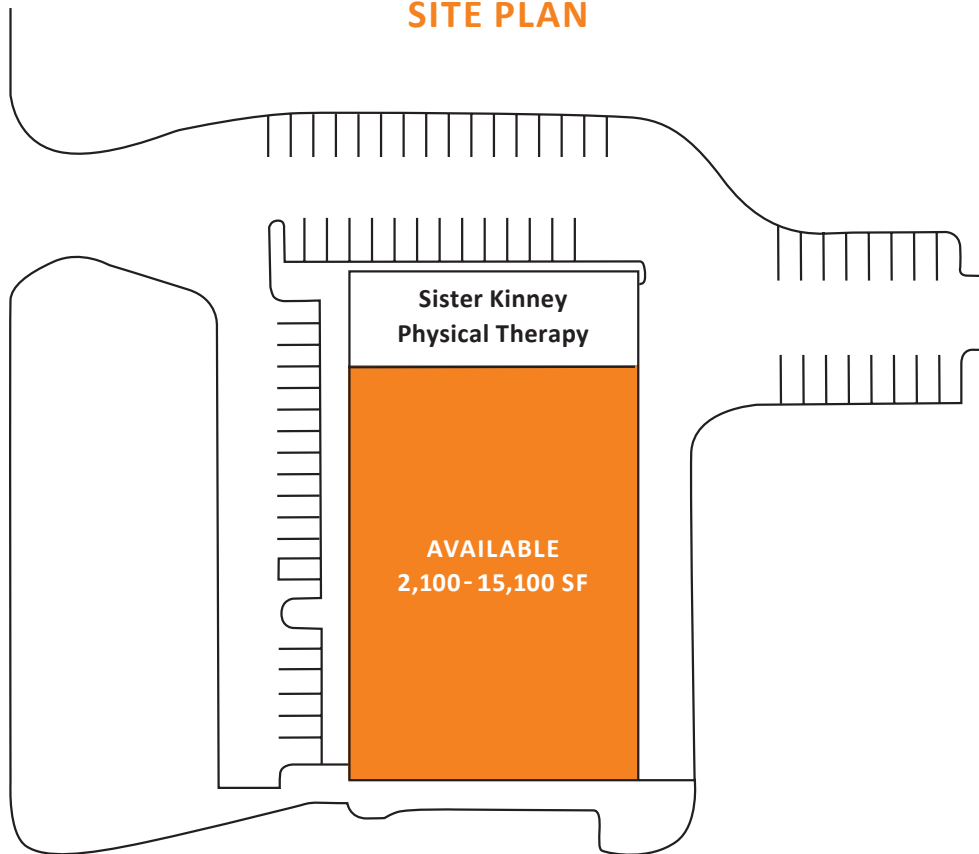 SITE PLAN
Sister Kinney
Physical Therapy
AVAILABLE
2,100 - 15,100 SF